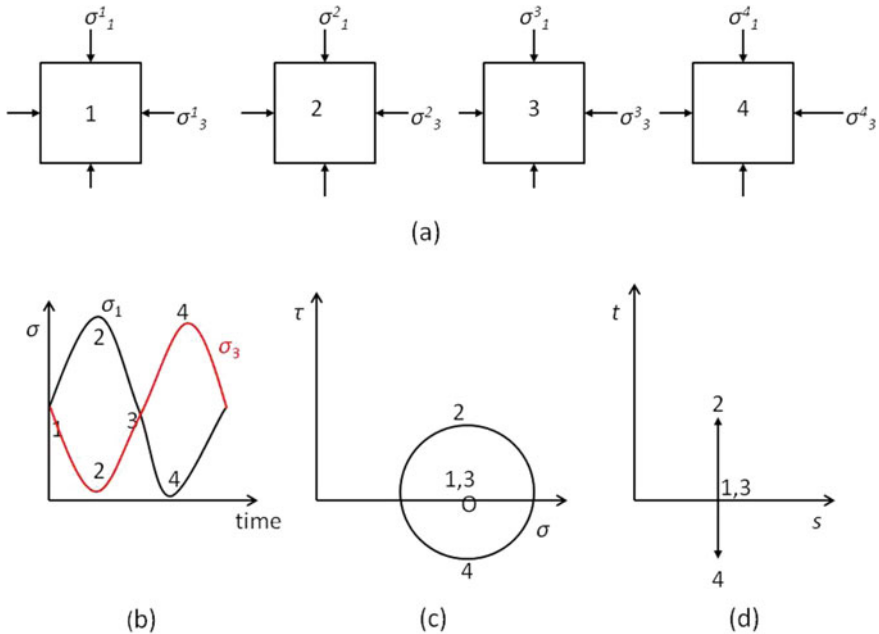 σ¹₁ σ²₁ σ³₁ σ⁴₁
1 σ¹₃ 2 σ²₃ 3 σ³₃ 4 σ⁴₃
(a)
σ σ₁ 4
2 σ₃
1 3
2 4
time
(b)
τ
2
1,3
O
σ
4
(c)
t
2
1,3
s
4
(d)